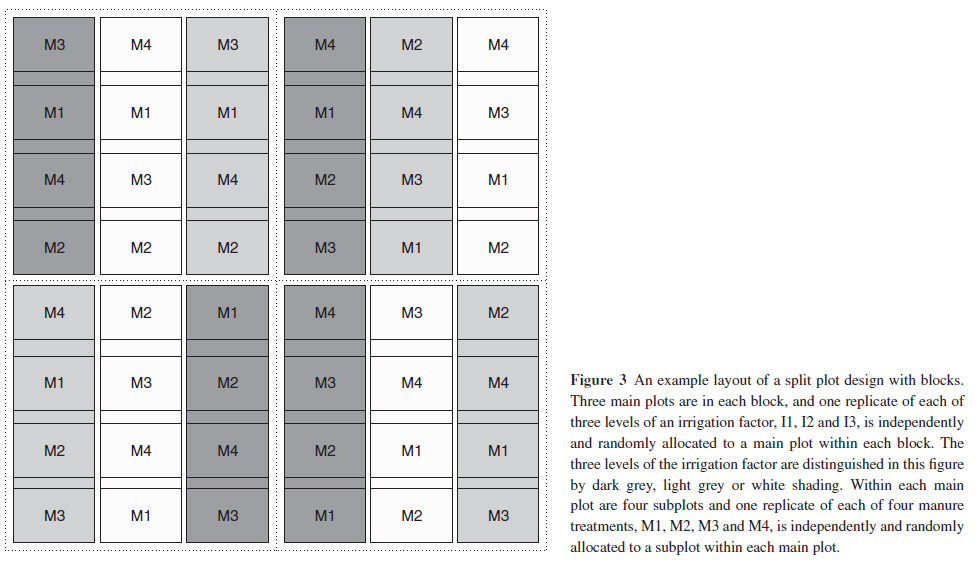 M3 M4 M3 M4 M2 M4
M1 M1 M1 M1 M4 M3
M4 M3 M4 M2 M3 M1
M2 M2 M2 M3 M1 M2
M4 M2 M1 M4 M3 M2
M1 M3 M2 M3 M4 M4
M2 M4 M4 M2 M1 M1
M3 M1 M3 M1 M2 M3
Figure 3 An example layout of a split plot design with blocks.
Three main plots are in each block, and one replicate of each of
three levels of an irrigation factor, I1, I2 and I3, is independently
and randomly allocated to a main plot within each block. The
three levels of the irrigation factor are distinguished in this figure
by dark grey, light grey or white shading. Within each main
plot are four subplots and one replicate of each of four manure
treatments, M1, M2, M3 and M4, is independently and randomly
allocated to a subplot within each main plot.